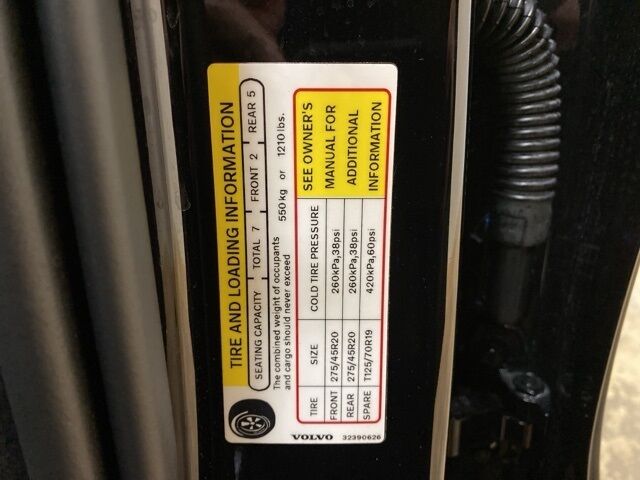 TIRE AND LOADING INFORMATION
SEATING CAPACITY TOTAL 7 FRONT 2 REAR 5
The combined weight of occupants
and cargo should never exceed 550 kg or 1210 lbs.
TIRE SIZE COLD TIRE PRESSURE SEE OWNER'S
FRONT 275/45R20 260kPa,38psi MANUAL FOR
REAR 275/45R20 260kPa,38psi ADDITIONAL
SPARE T125/70R19 420kPa,60psi INFORMATION
VOLVO 32390626